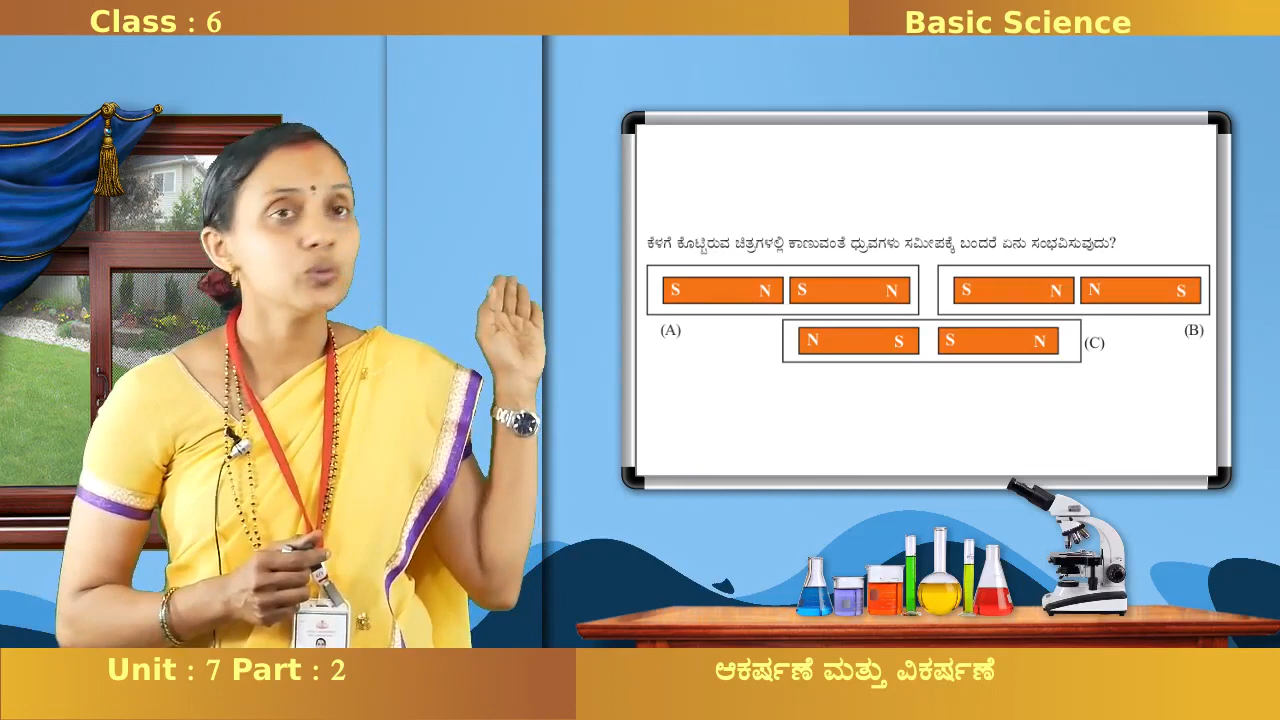 Class : 6
Basic Science
ಕೆಳಗೆ ಕೊಟ್ಟಿರುವ ಚಿತ್ರಗಳಲ್ಲಿ ಕಾಣುವಂತೆ ಧ್ರುವಗಳು ಸಮೀಪಕ್ಕೆ ಬಂದರೆ ಏನು ಸಂಭವಿಸುವುದು?
S N S N S N N S
(A) (B)
N S S N (C)
Unit : 7 Part : 2
ಆಕರ್ಷಣೆ ಮತ್ತು ವಿಕರ್ಷಣೆ